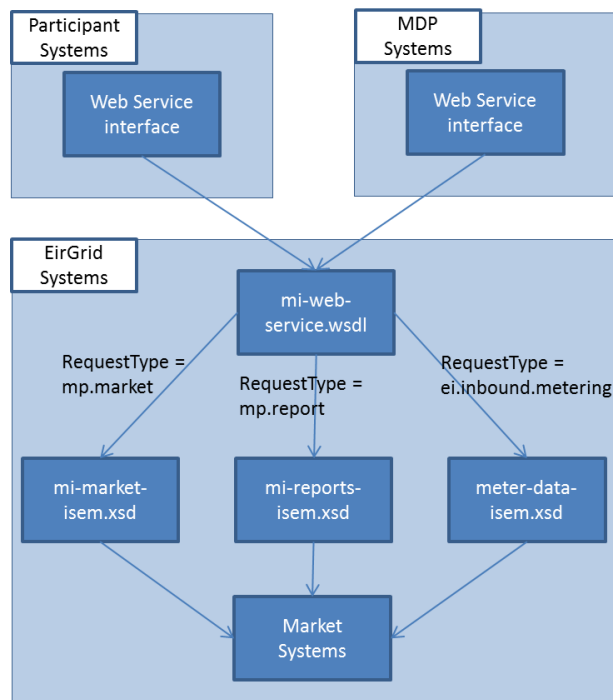 Participant
Systems
MDP
Systems
Web Service
interface
Web Service
interface
EirGrid
Systems
mi-web-
service.wsdl
RequestType =
mp.market
RequestType =
mp.report
RequestType =
ei.inbound.metering
mi-market-
isem.xsd
mi-reports-
isem.xsd
meter-data-
isem.xsd
Market
Systems